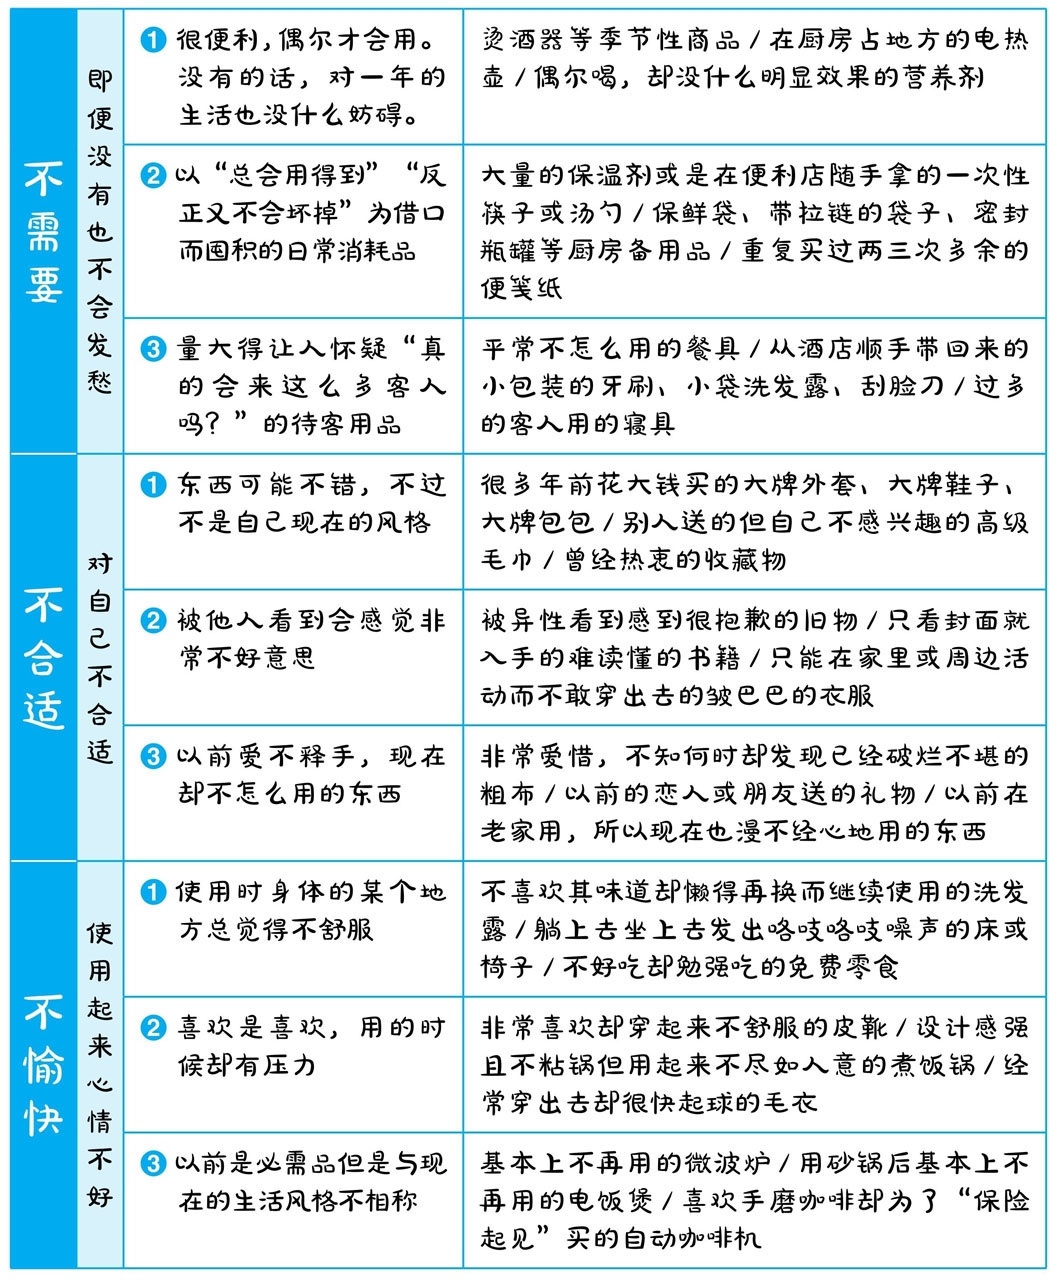 不需要
即便没有也不会发愁
❶ 很便利，偶尔才会用。
没有的话，对一年的
生活也没什么妨碍。
烫酒器等季节性商品/在厨房占地方的电热
壶/偶尔喝，却没什么明显效果的营养剂
❷ 以“总会用得到”“反
正又不会坏掉”为借口
而囤积的日常消耗品
大量的保温剂或是在便利店随手拿的一次性
筷子或汤勺/保鲜袋、带拉链的袋子、密封
瓶罐等厨房备用品/重复买过两三次多余的
便笺纸
❸ 量大得让人怀疑“真
的会来这么多客人
吗？”的待客用品
平常不怎么用的餐具/从酒店顺手带回来的
小包装的牙刷、小袋洗发露、刮脸刀/过多
的客人用的寝具
不合适
对自己不合适
❶ 东西可能不错，不过
不是自己现在的风格
很多年前花大钱买的大牌外套、大牌鞋子、
大牌包包/别人送的但自己不感兴趣的高级
毛巾/曾经热衷的收藏物
❷ 被他人看到会感觉非
常不好意思
被异性看到感到很抱歉的旧物/只看封面就
入手的难读懂的书籍/只能在家里或周边活
动而不敢穿出去的皱巴巴的衣服
❸ 以前爱不释手，现在
却不怎么用的东西
非常爱惜，不知何时却发现已经破烂不堪的
粗布/以前的恋人或朋友送的礼物/以前在
老家用，所以现在也漫不经心地用的东西
不愉快
使用起来心情不好
❶ 使用时身体的某个地
方总觉得不舒服
不喜欢其味道却懒得再换而继续使用的洗发
露/躺上去坐上去发出咯吱咯吱噪声的床或
椅子/不好吃却勉强吃的免费零食
❷ 喜欢是喜欢，用的时
候却有压力
非常喜欢却穿起来不舒服的皮靴/设计感强
且不粘锅但用起来不尽如人意的煮饭锅/经
常穿出去却很快起球的毛衣
❸ 以前是必需品但是与现
在的生活风格不相称
基本上不再用的微波炉/用砂锅后基本上不
再用的电饭煲/喜欢手磨咖啡却为了“保险
起见”买的自动咖啡机